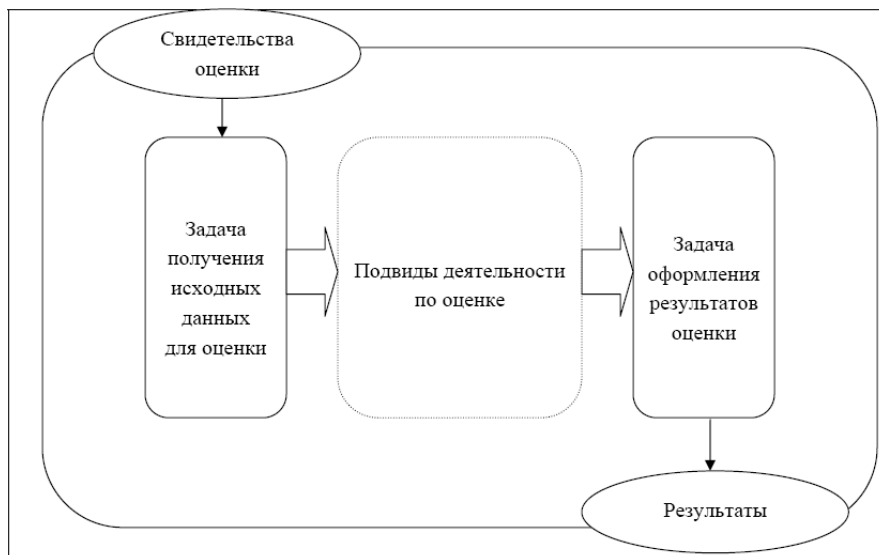 Свидетельства
оценки
Задача
получения
исходных
данных
для оценки
Подвиды деятельности
по оценке
Задача
оформления
результатов
оценки
Результаты